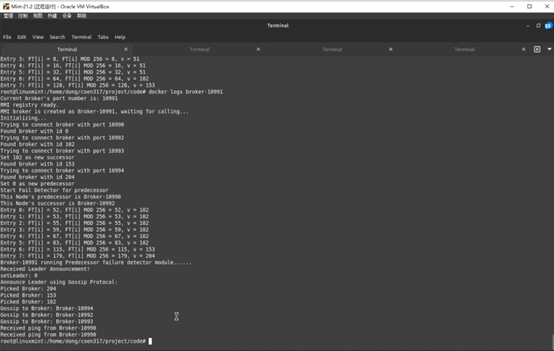 Mint-21.2 [正在运行] - Oracle VM VirtualBox
管理 控制 视图 热键 设备 帮助
Terminal
File Edit View Search Terminal Tabs Help
Terminal × Terminal × Terminal × Terminal ×
Entry 3: FT[i] = 8, FT[i] MOD 256 = 8, v = 51
Entry 4: FT[i] = 16, FT[i] MOD 256 = 16, v = 51
Entry 5: FT[i] = 32, FT[i] MOD 256 = 32, v = 51
Entry 6: FT[i] = 64, FT[i] MOD 256 = 64, v = 102
Entry 7: FT[i] = 128, FT[i] MOD 256 = 128, v = 153
root@linuxmint:/home/dong/coen317/project/code# docker logs broker-10991
Current broker's port number is: 10991
RMI registry ready.
RMI broker is created as Broker-10991, waiting for calling...
Initializing...
Trying to connect broker with port 10990
Found broker with id 0
Trying to connect broker with port 10992
Found broker with id 102
Trying to connect broker with port 10993
Set 102 as new successor
Found broker with id 153
Found broker with id 204
Set 0 as new predecessor
Start Fail Detector for predecessor
This Node's predecessor is Broker-10990
This Node's successor is Broker-10992
Entry 0: FT[i] = 52, FT[i] MOD 256 = 52, v = 102
Entry 1: FT[i] = 53, FT[i] MOD 256 = 53, v = 102
Entry 2: FT[i] = 55, FT[i] MOD 256 = 55, v = 102
Entry 3: FT[i] = 59, FT[i] MOD 256 = 59, v = 102
Entry 4: FT[i] = 67, FT[i] MOD 256 = 67, v = 102
Entry 5: FT[i] = 83, FT[i] MOD 256 = 83, v = 102
Entry 6: FT[i] = 115, FT[i] MOD 256 = 115, v = 153
Entry 7: FT[i] = 179, FT[i] MOD 256 = 179, v = 204
Broker-10991 running Predecessor failure detector module......
Received Leader Announcement!
setLeader: 0
Announce Leader using Gossip Protocol:
Picked Broker: 204
Picked Broker: 153
Picked Broker: 102
Gossip to Broker: Broker-10994
Gossip to Broker: Broker-10992
Gossip to Broker: Broker-10993
Received ping from Broker-10990
Received ping from Broker-10990
root@linuxmint:/home/dong/coen317/project/code#